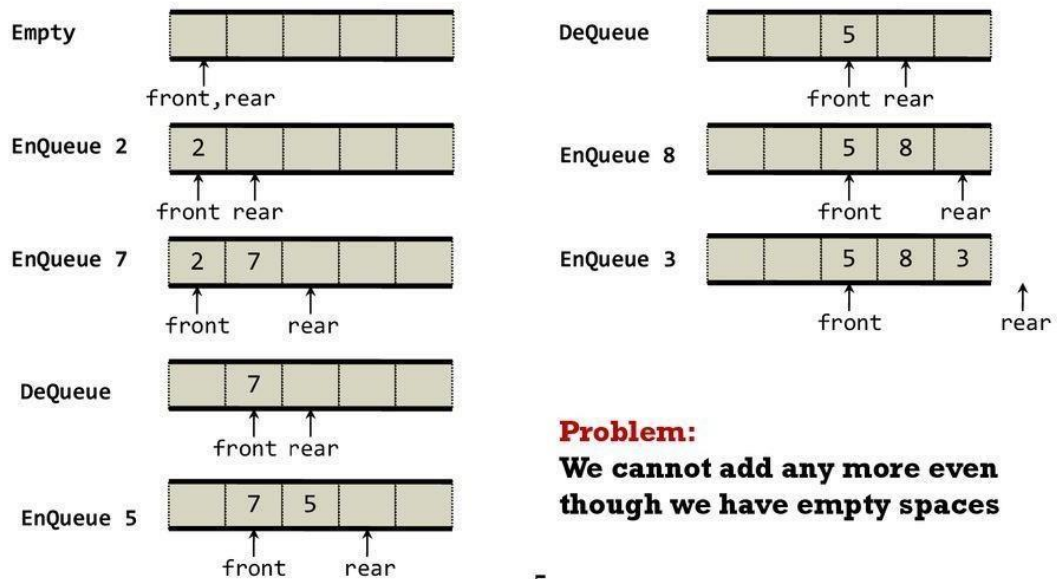 Empty
front,rear
EnQueue 2
2
front rear
EnQueue 7
2 7
front rear
DeQueue
7
front rear
EnQueue 5
7 5
front rear
DeQueue
5
front rear
EnQueue 8
5 8
front rear
EnQueue 3
5 8 3
front rear
Problem:
We cannot add any more even
though we have empty spaces